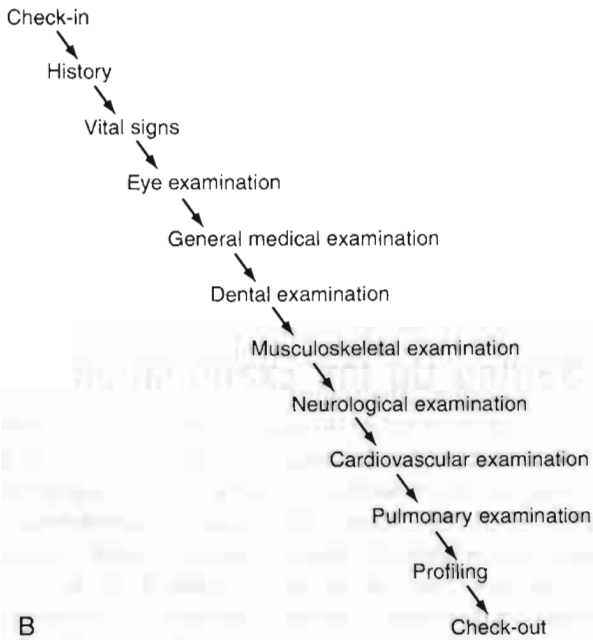 Check-in
History
Vital signs
Eye examination
General medical examination
Dental examination
Musculoskeletal examination
Neurological examination
Cardiovascular examination
Pulmonary examination
Profiling
Check-out
B